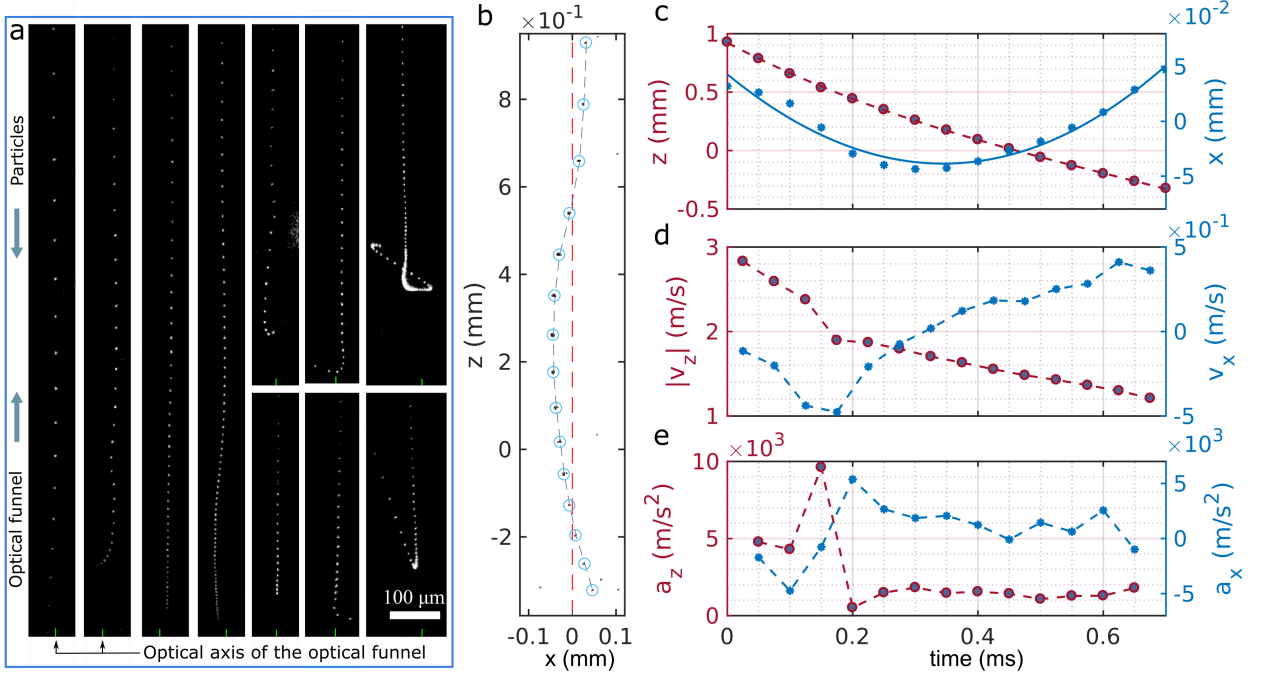 a
Particles
Optical funnel
100 μm
Optical axis of the optical funnel
b
×10⁻¹
8
6
4
2
0
-2
z (mm)
-0.1
0
0.1
x (mm)
c
×10⁻²
1
0.5
0
-0.5
z (mm)
5
0
-5
x (mm)
d
×10⁻¹
3
2
1
|v_z| (m/s)
5
0
-5
v_x (m/s)
e
×10³
×10³
10
5
0
a_z (m/s²)
5
0
-5
a_x (m/s²)
0
0.2
0.4
0.6
time (ms)